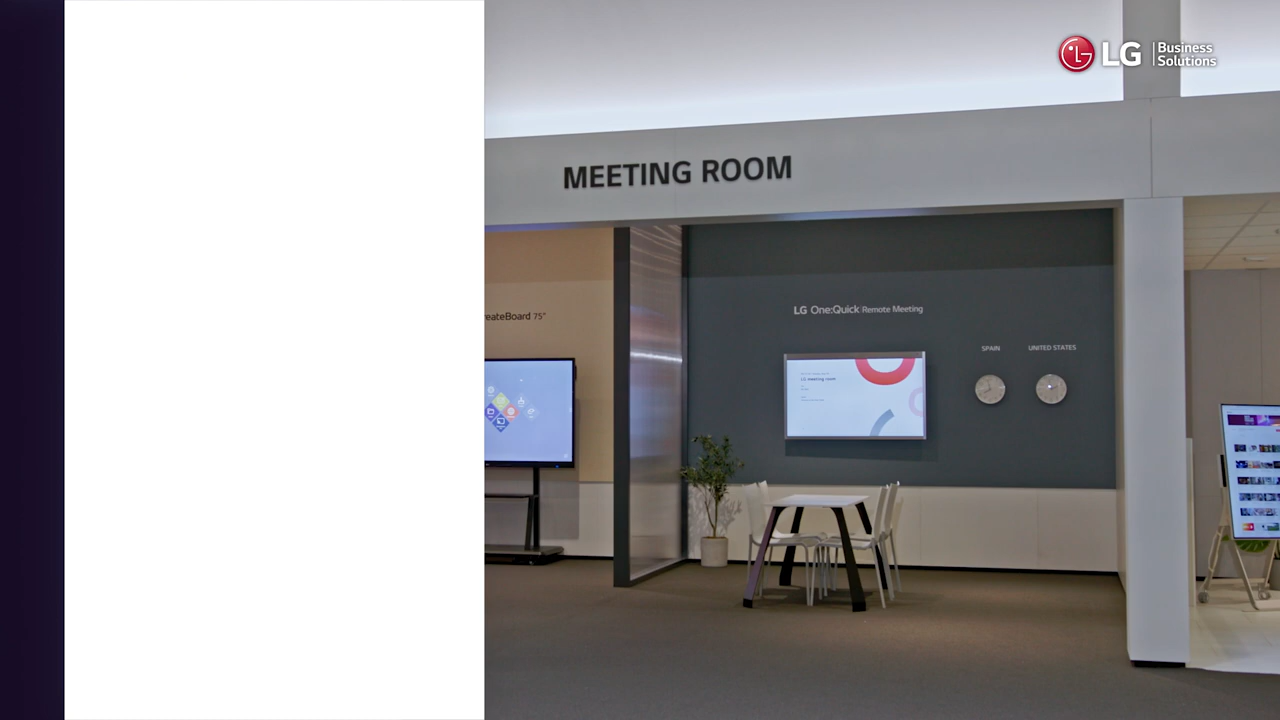 LG Business Solutions
MEETING ROOM
reateBoard 75"
LG One:Quick Remote Meeting
SPAIN
UNITED STATES
LG meeting room